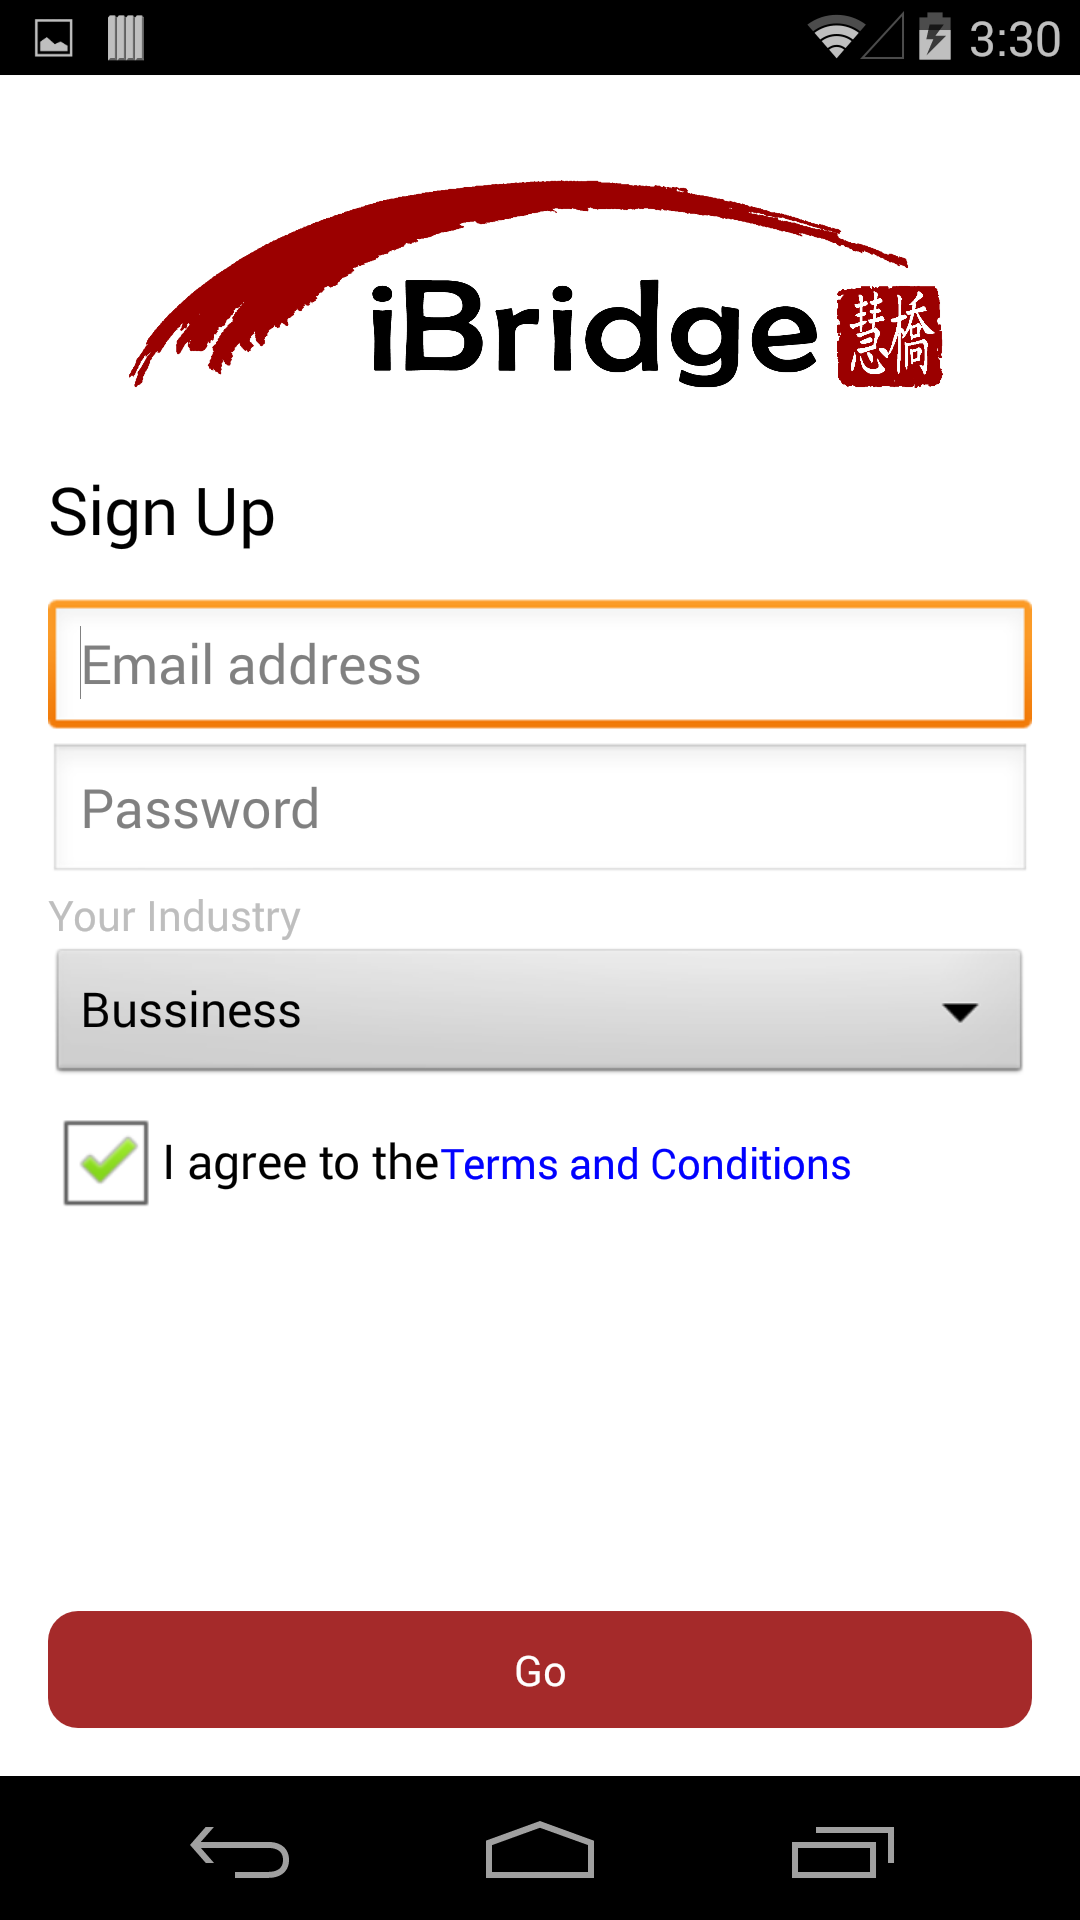 3:30
iBridge 慧橋
Sign Up
Email address
Password
Your Industry
Bussiness
I agree to theTerms and Conditions
Go